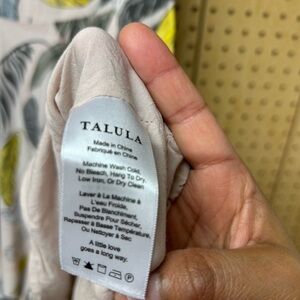 TALULA
Made in China
Fabriqué en Chine
Machine Wash Cold,
No Bleach, Hang To Dry,
Low Iron, Or Dry Clean
Laver À La Machine À
L'eau Froide,
Pas De Blanchiment,
Suspendre Pour Sécher,
Repasser à Basse Température,
Ou Nettoyer à Sec
A little love
goes a long way.